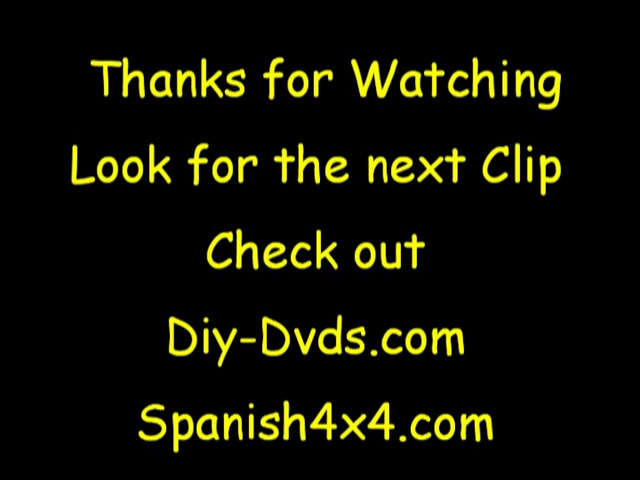 Thanks for Watching
Look for the next Clip
Check out
Diy-Dvds.com
Spanish4x4.com